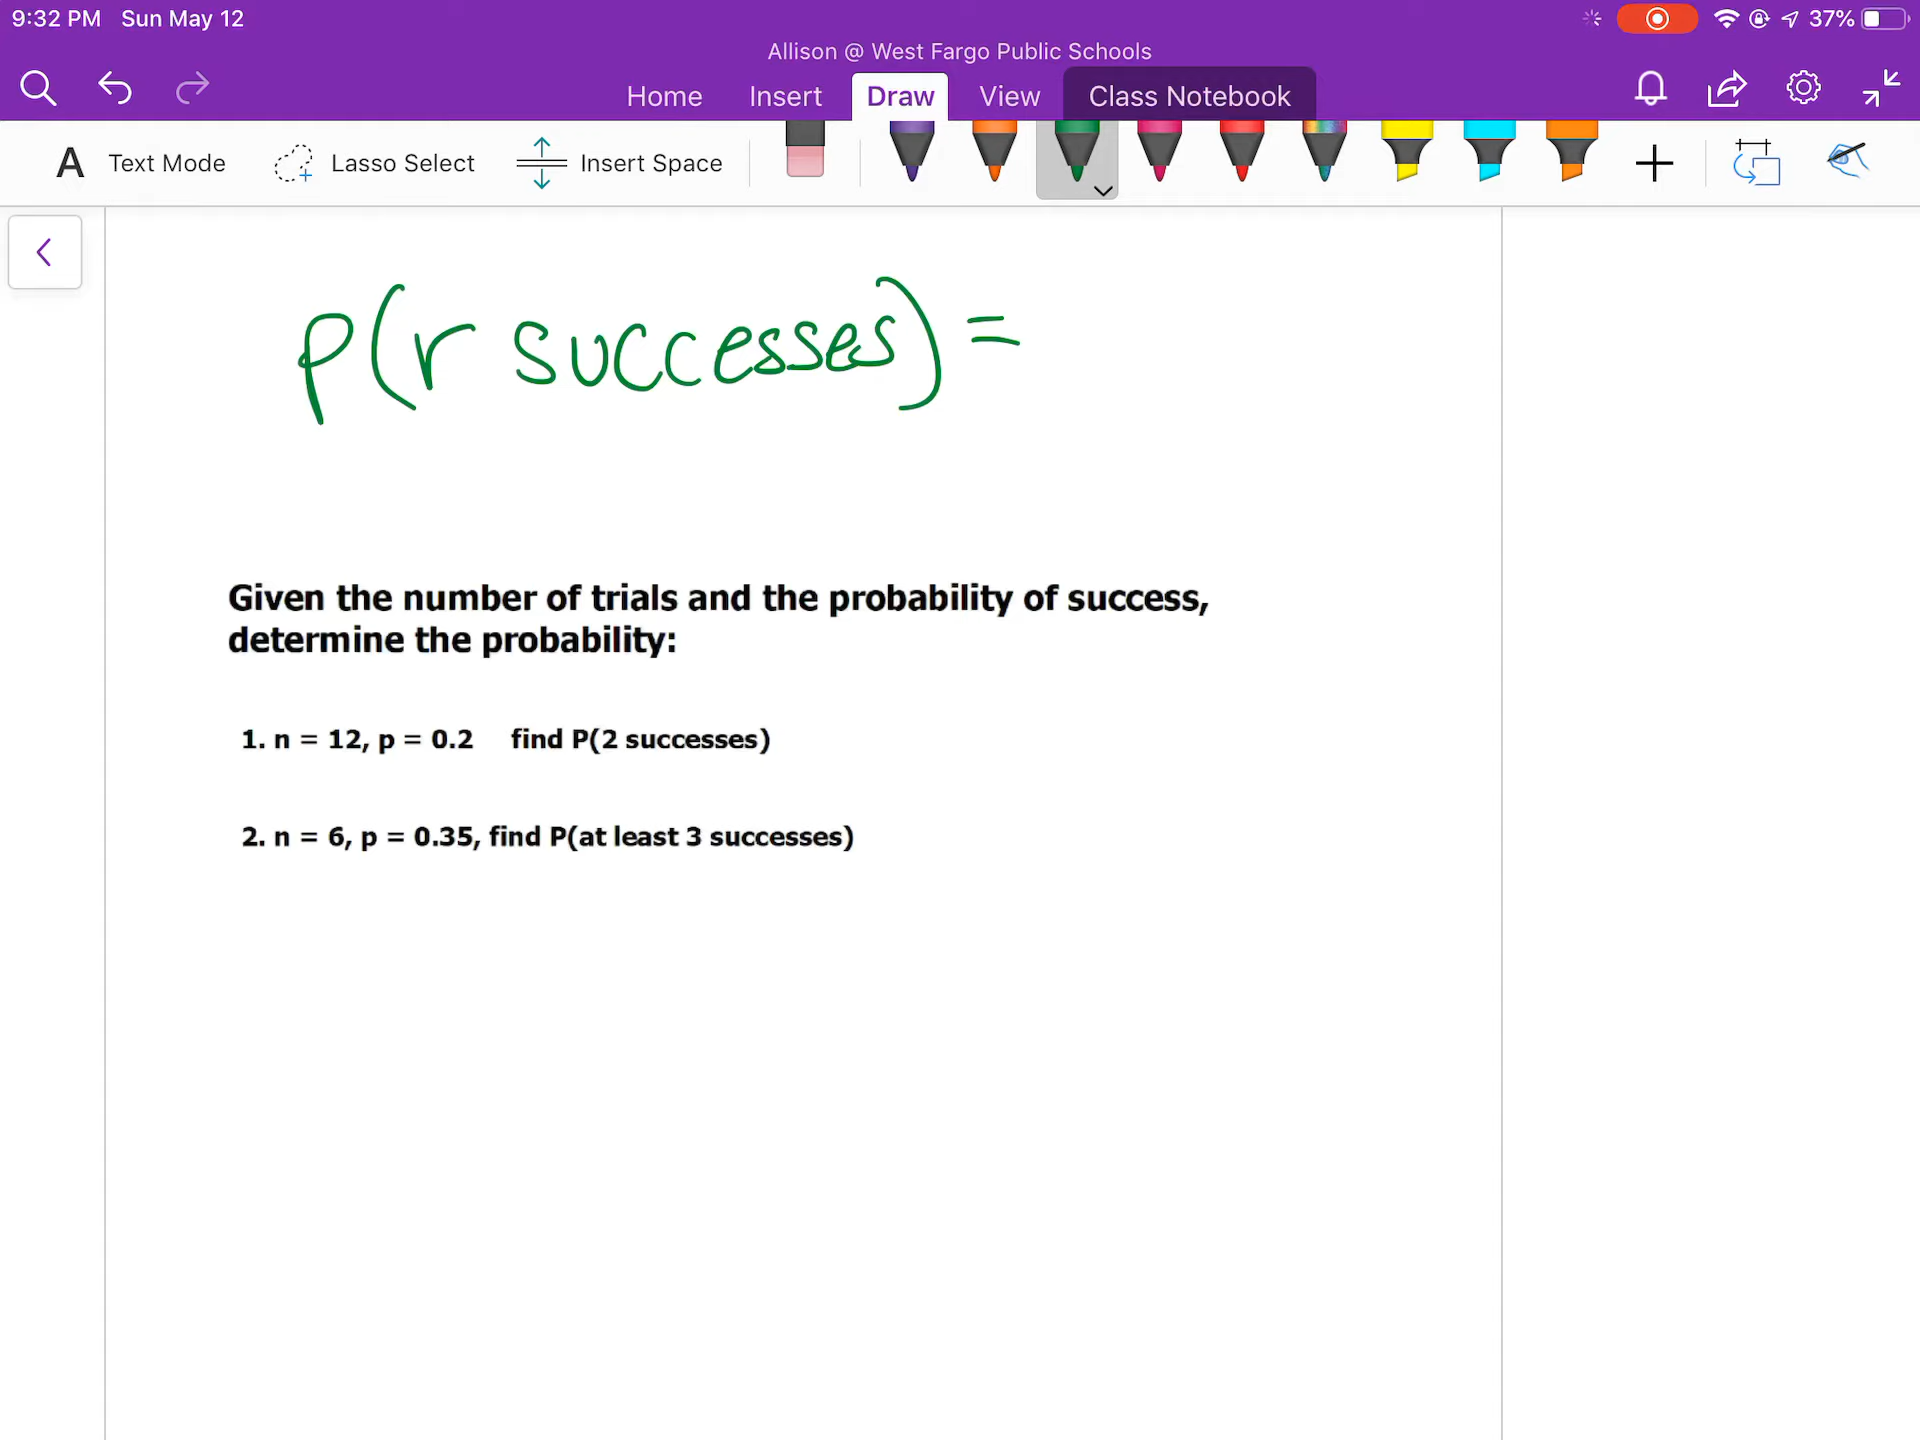 9:32 PM Sun May 12
37%
Allison @ West Fargo Public Schools
Home Insert Draw View Class Notebook
A Text Mode Lasso Select Insert Space
P(r successes) =
Given the number of trials and the probability of success,
determine the probability:
1. n = 12, p = 0.2 find P(2 successes)
2. n = 6, p = 0.35, find P(at least 3 successes)